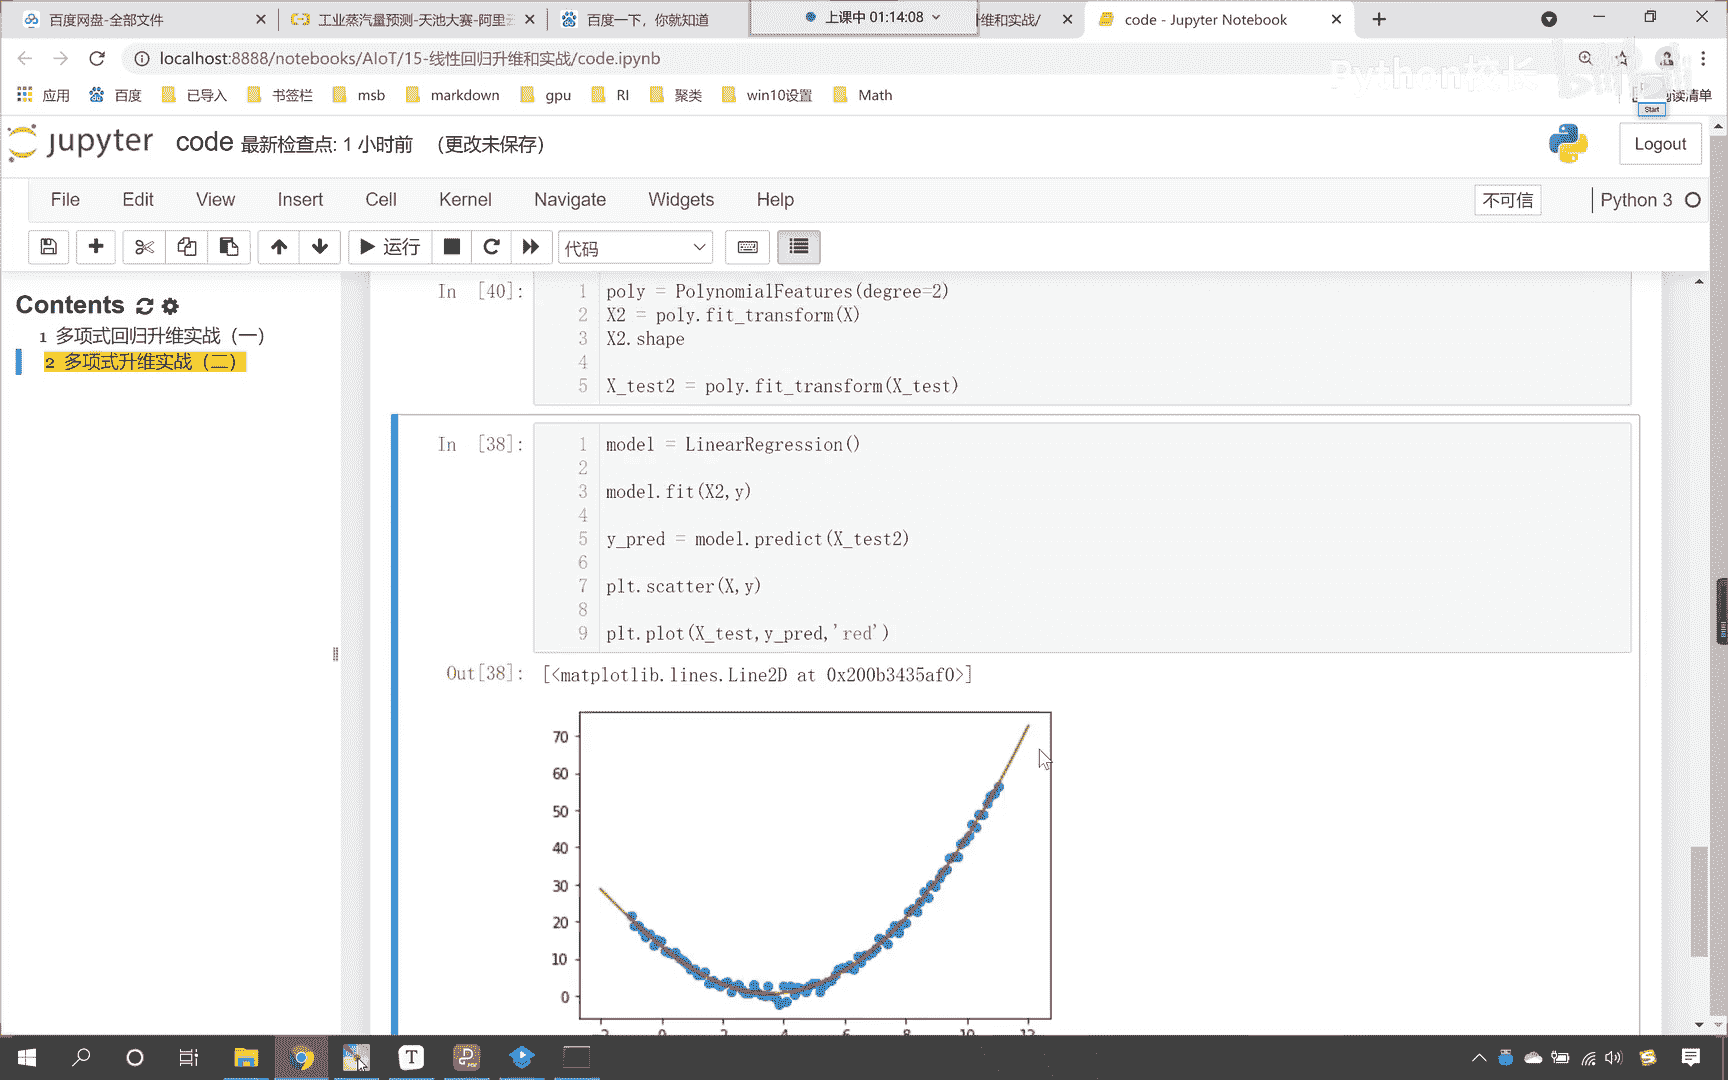 百度网盘-全部文件
工业蒸汽量预测-天池大赛-阿里云
百度一下，你就知道
上课中 01:14:08
维和实战/
code - Jupyter Notebook
localhost:8888/notebooks/AIoT/15-线性回归升维和实战/code.ipynb
Python校长
bilibili
应用
百度
已导入
书签栏
msb
markdown
gpu
RI
聚类
win10设置
Math
阅读清单
Start
jupyter
code 最新检查点: 1 小时前 (更改未保存)
Logout
File Edit View Insert Cell Kernel Navigate Widgets Help
不可信
Python 3
运行
代码
Contents
1 多项式回归升维实战（一）
2 多项式升维实战（二）
In [40]:
1 poly = PolynomialFeatures(degree=2)
2 X2 = poly.fit_transform(X)
3 X2.shape
4
5 X_test2 = poly.fit_transform(X_test)
In [38]:
1 model = LinearRegression()
2
3 model.fit(X2,y)
4
5 y_pred = model.predict(X_test2)
6
7 plt.scatter(X,y)
8
9 plt.plot(X_test,y_pred,'red')
Out[38]: [<matplotlib.lines.Line2D at 0x200b3435af0>]
70
60
50
40
30
20
10
0
-2 0 2 4 6 8 10 12